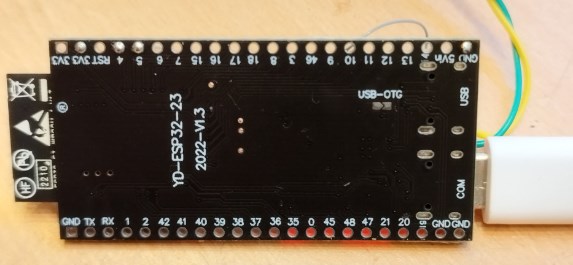 3V3 3V3 RST 4 5 6 7 15 16 17 18 8 3 46 9 10 11 12 13 5Vin GND
USB-OTG
USB
YD-ESP32-23
2022-V1.3
COM
2210
GND TX RX 1 2 42 41 40 39 38 37 36 35 0 45 48 47 21 20 19 GND GND